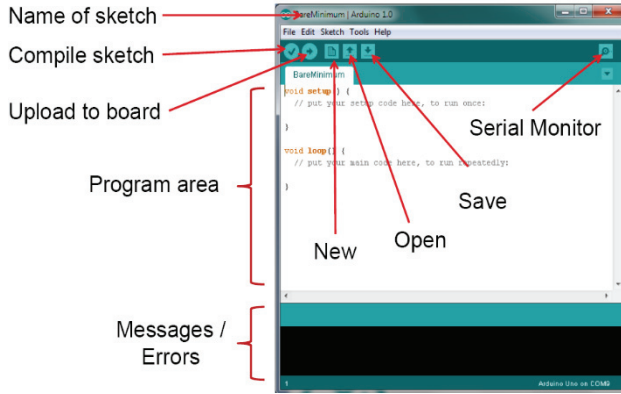 Name of sketch
BareMinimum | Arduino 1.0
File Edit Sketch Tools Help
Compile sketch
BareMinimum
Upload to board
void setup() {
// put your setup code here, to run once:
}
Serial Monitor
void loop() {
// put your main code here, to run repeatedly:
}
Program area
Save
Open
New
Messages /
Errors
1
Arduino Uno on COM9